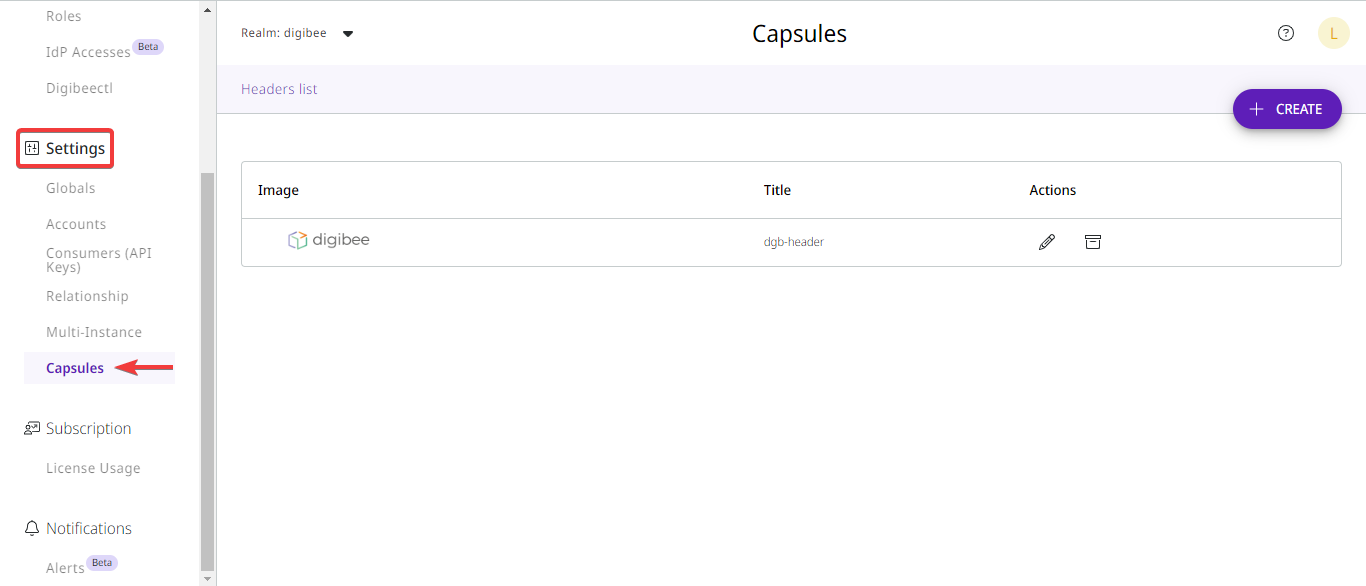 Roles
IdP Accesses Beta
Digibeectl
Settings
Globals
Accounts
Consumers (API
Keys)
Relationship
Multi-Instance
Capsules
Subscription
License Usage
Notifications
Alerts Beta
Realm: digibee
Capsules
L
Headers list
CREATE
Image Title Actions
digibee dgb-header